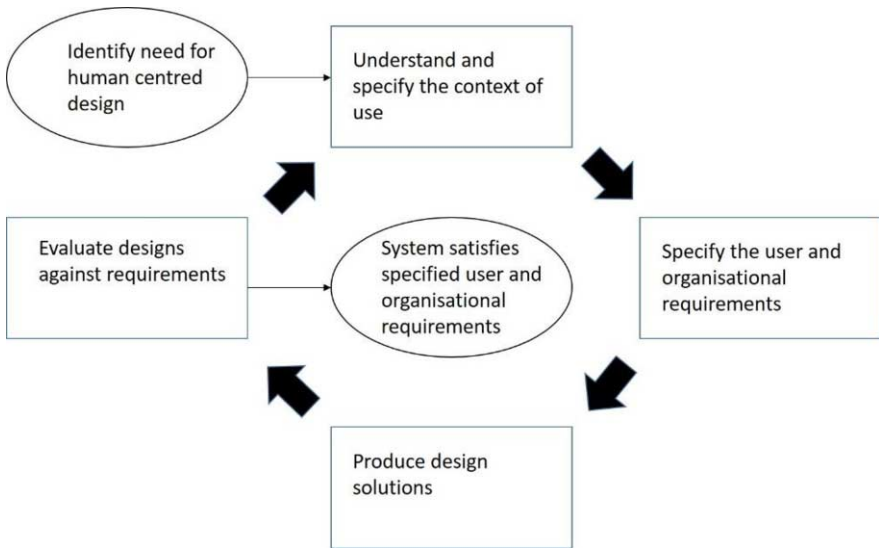 Identify need for
human centred
design
Understand and
specify the context of
use
Evaluate designs
against requirements
System satisfies
specified user and
organisational
requirements
Specify the user and
organisational
requirements
Produce design
solutions